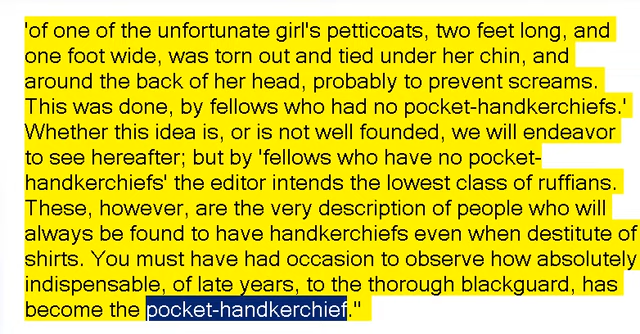 'of one of the unfortunate girl's petticoats, two feet long, and
one foot wide, was torn out and tied under her chin, and
around the back of her head, probably to prevent screams.
This was done, by fellows who had no pocket-handkerchiefs.'
Whether this idea is, or is not well founded, we will endeavor
to see hereafter; but by 'fellows who have no pocket-
handkerchiefs' the editor intends the lowest class of ruffians.
These, however, are the very description of people who will
always be found to have handkerchiefs even when destitute of
shirts. You must have had occasion to observe how absolutely
indispensable, of late years, to the thorough blackguard, has
become the pocket-handkerchief."